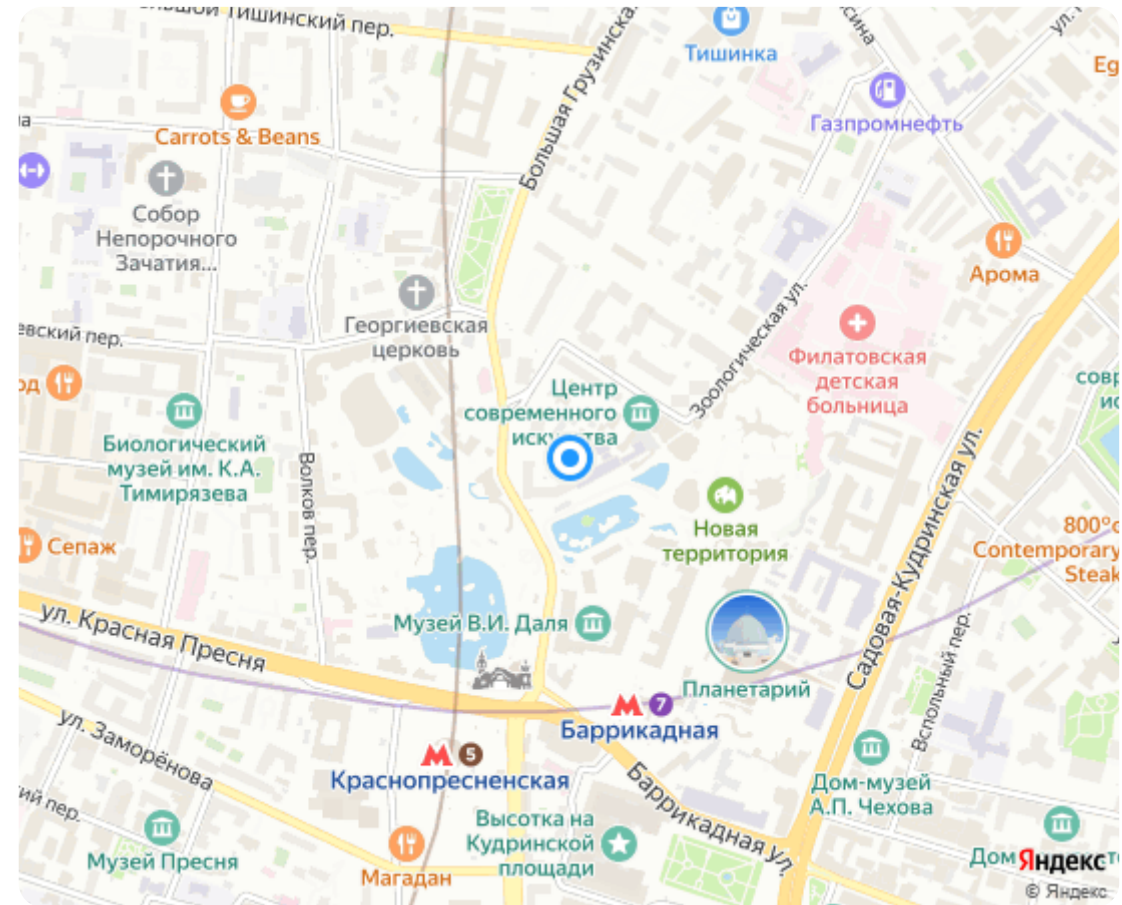 Тишинский пер.
Тишинка
Большая Грузинская
Газпромнефть
Carrots & Beans
Собор
Непорочного
Зачатия...
Арома
Георгиевская
церковь
Зоологическая ул.
Филатовская
детская
больница
Центр
современного
Биологический
музей им. К.А.
Тимирязева
Волков пер.
Новая
территория
Сепаж
Contemporary
Steak
Садовая-Кудринская ул.
Музей В.И. Даля
ул. Красная Пресня
Планетарий
Вспольный пер.
7
Баррикадная
5
Краснопресненская
ул. Заморёнова
Баррикадная ул.
Дом-музей
А.П. Чехова
Высотка на
Кудринской
площади
Музей Пресня
Магадан
Дом
Яндекс
© Яндекс